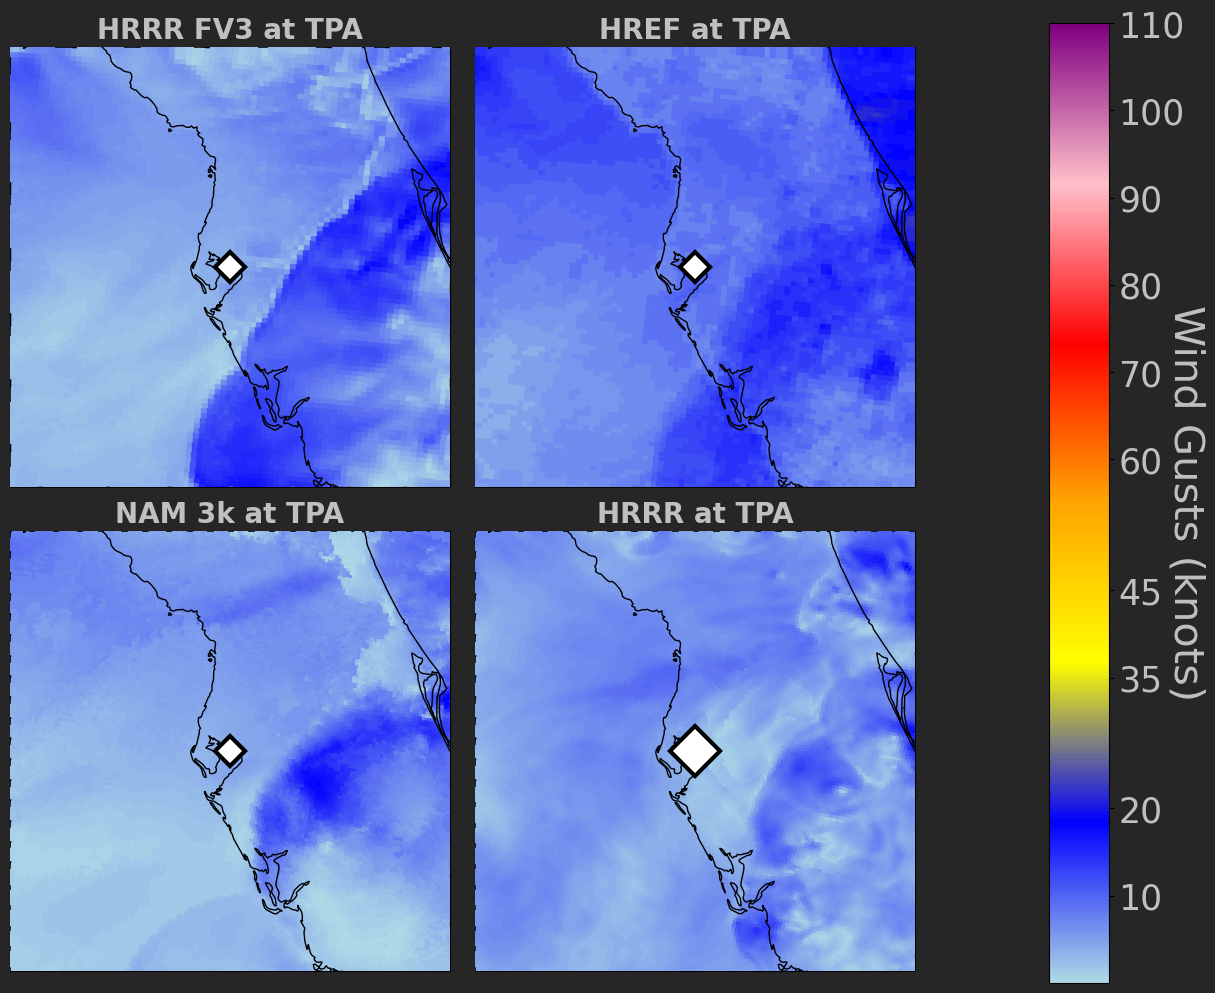 HRRR FV3 at TPA
HREF at TPA
NAM 3k at TPA
HRRR at TPA
110
100
90
80
70
60
45
35
20
10
Wind Gusts (knots)